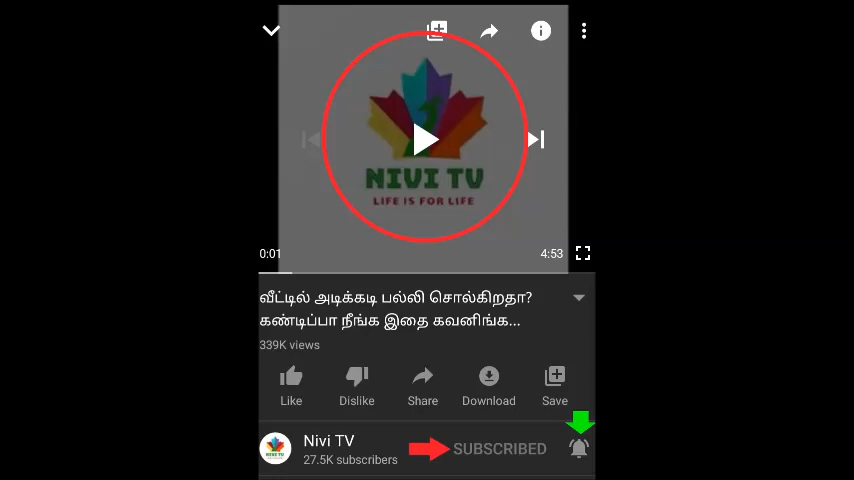 NIVI TV
LIFE IS FOR LIFE
0:01
4:53
வீட்டில் அடிக்கடி பல்லி சொல்கிறதா?
கண்டிப்பா நீங்க இதை கவனிங்க...
339K views
Like
Dislike
Share
Download
Save
Nivi TV
SUBSCRIBED
27.5K subscribers